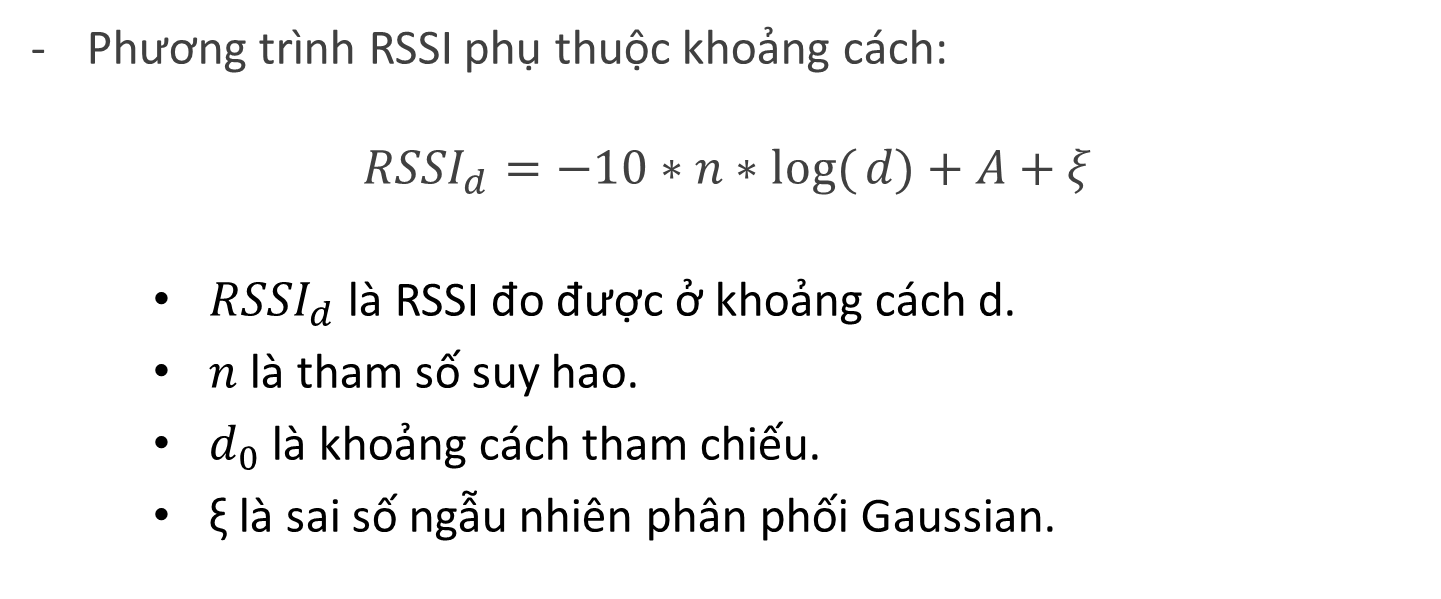 - Phương trình RSSI phụ thuộc khoảng cách:
𝑅𝑆𝑆𝐼_𝑑 = −10 ∗ 𝑛 ∗ log(𝑑) + 𝐴 + 𝜉
• 𝑅𝑆𝑆𝐼_𝑑 là RSSI đo được ở khoảng cách d.
• 𝑛 là tham số suy hao.
• 𝑑_0 là khoảng cách tham chiếu.
• ξ là sai số ngẫu nhiên phân phối Gaussian.